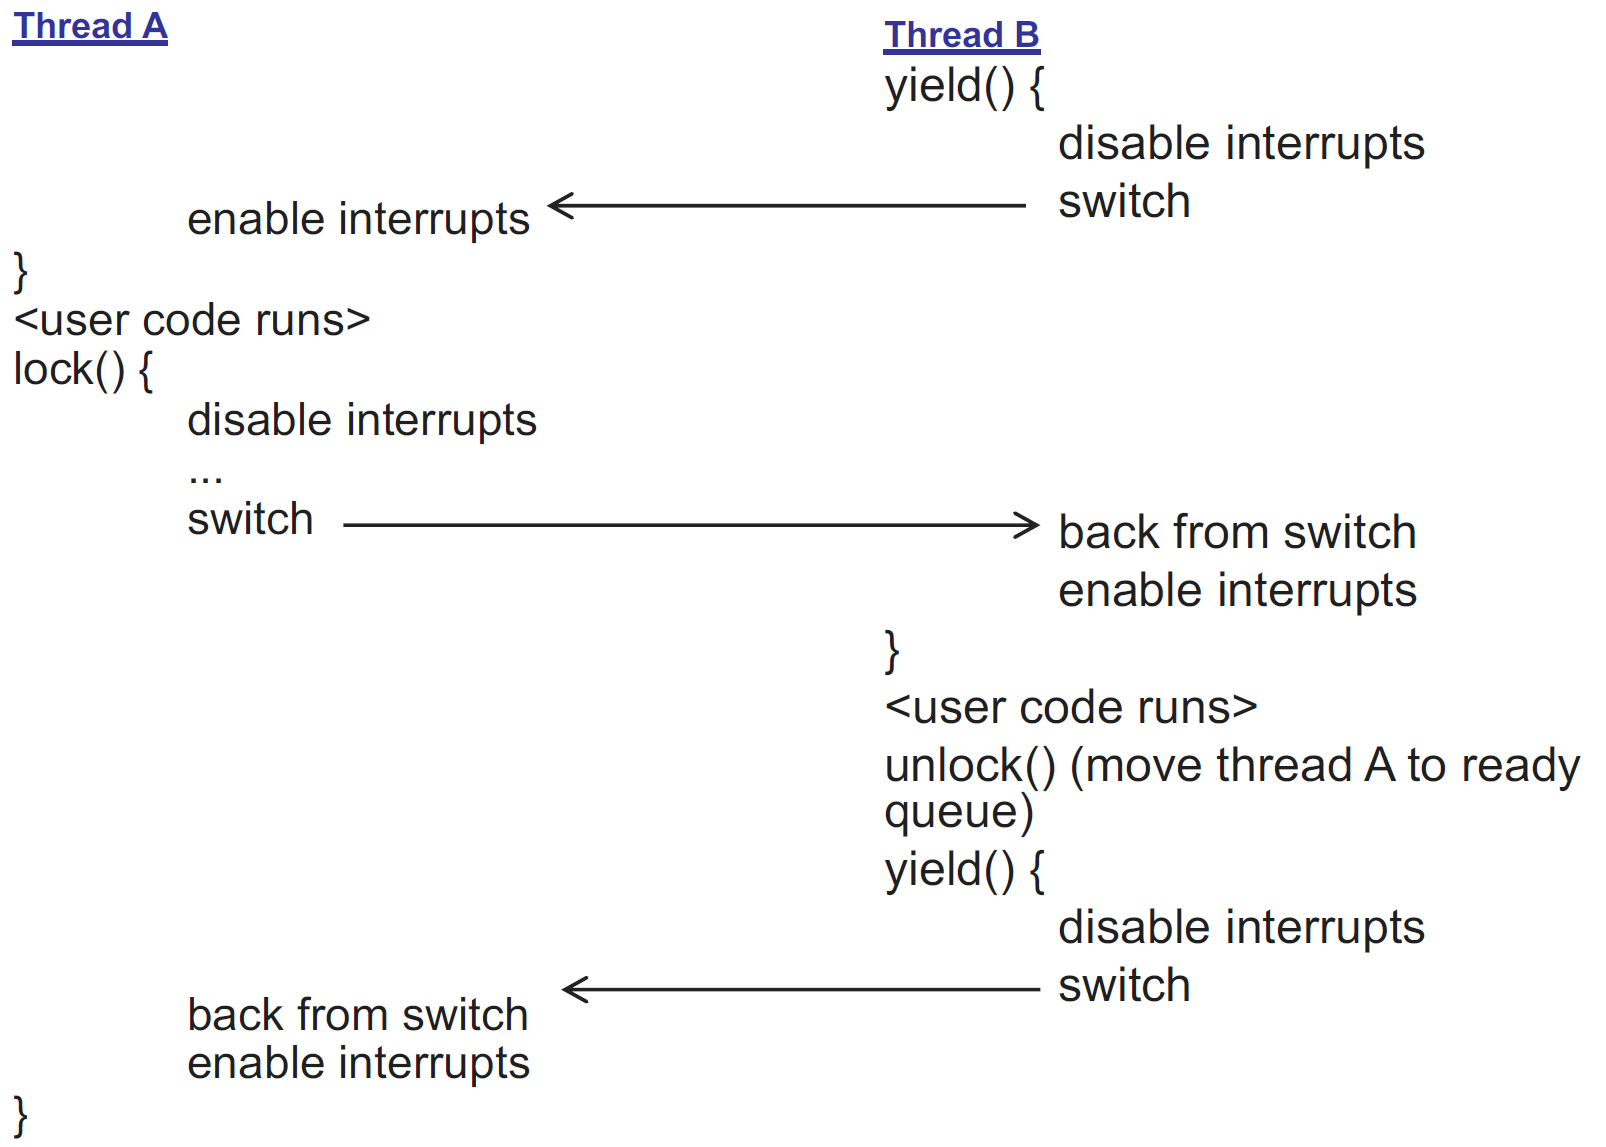 Thread A
Thread B
yield() {
disable interrupts
switch
enable interrupts
}
<user code runs>
lock() {
disable interrupts
...
switch
back from switch
enable interrupts
}
<user code runs>
unlock() (move thread A to ready
queue)
yield() {
disable interrupts
switch
back from switch
enable interrupts
}